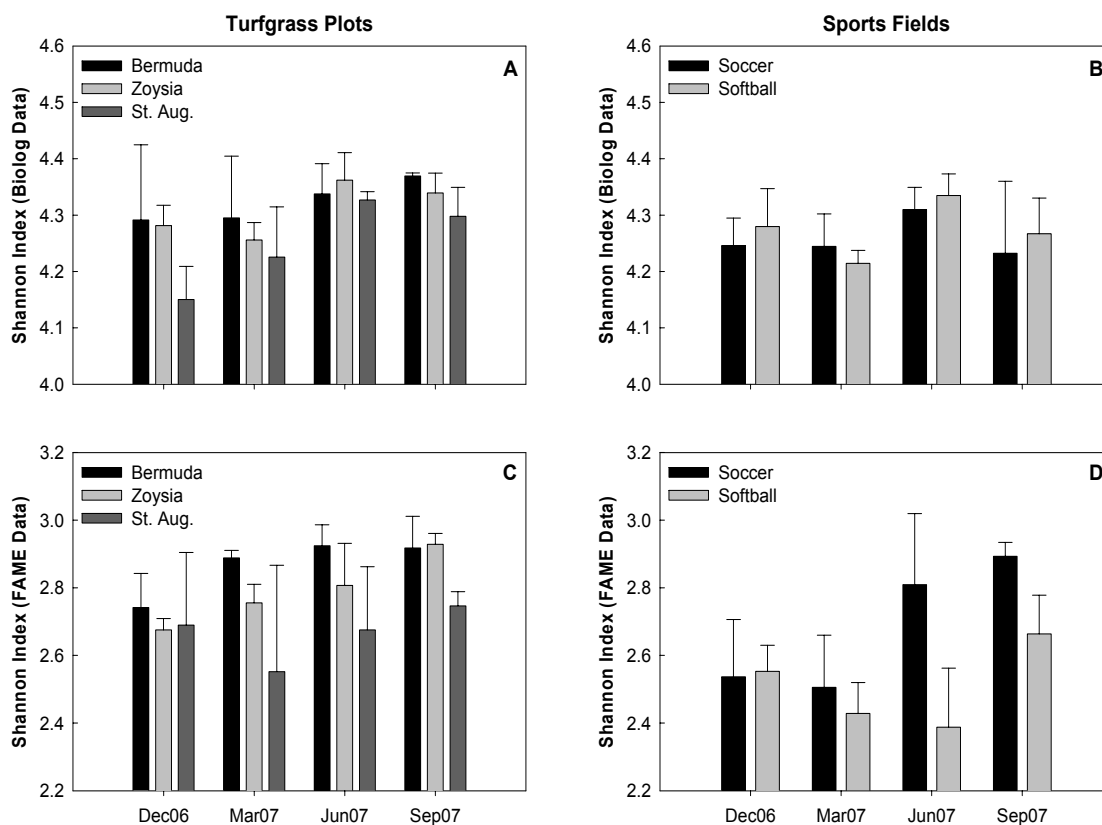 Turfgrass Plots
Sports Fields
4.6
4.5
4.4
4.3
4.2
4.1
4.0
Shannon Index (Biolog Data)
Bermuda
Zoysia
St. Aug.
A
4.6
4.5
4.4
4.3
4.2
4.1
4.0
Shannon Index (Biolog Data)
Soccer
Softball
B
3.2
3.0
2.8
2.6
2.4
2.2
Shannon Index (FAME Data)
Bermuda
Zoysia
St. Aug.
C
Dec06 Mar07 Jun07 Sep07
3.2
3.0
2.8
2.6
2.4
2.2
Shannon Index (FAME Data)
Soccer
Softball
D
Dec06 Mar07 Jun07 Sep07